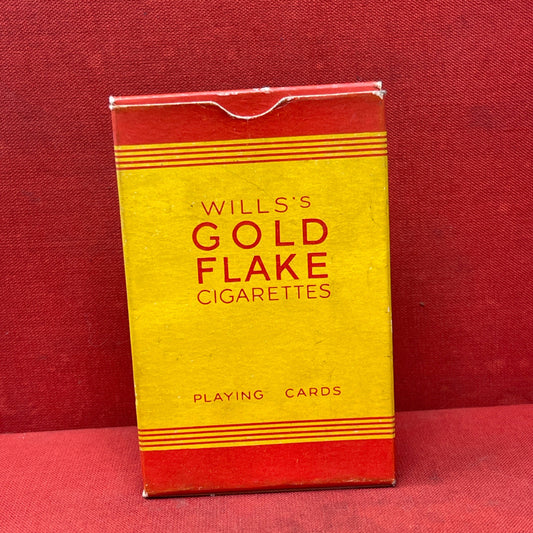 WILLS'S
GOLD
FLAKE
CIGARETTES
PLAYING CARDS